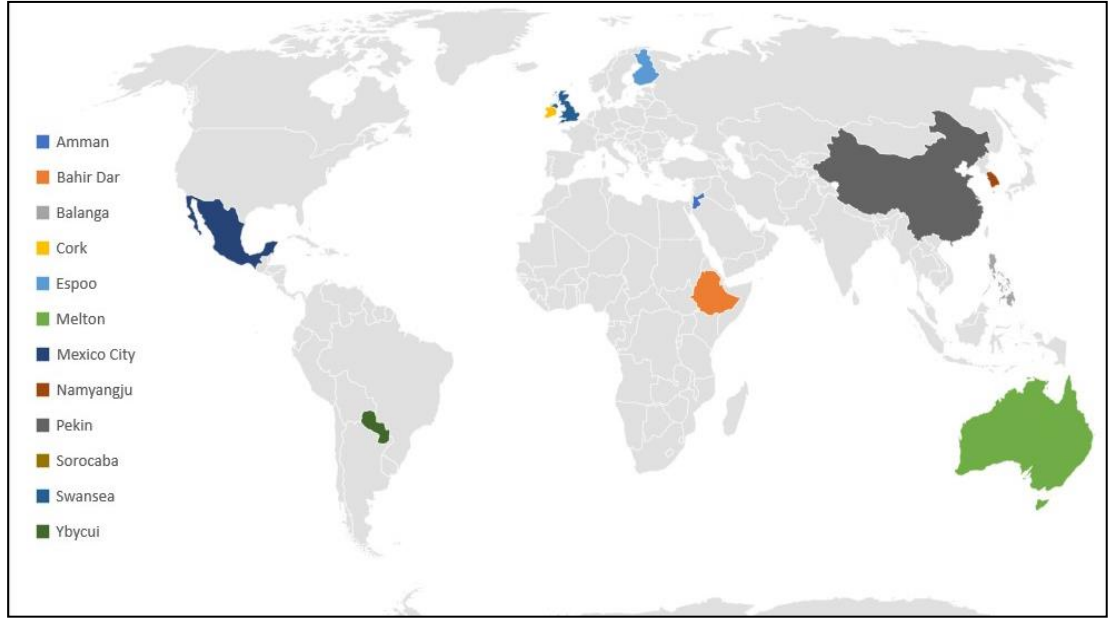 Amman
Bahir Dar
Balanga
Cork
Espoo
Melton
Mexico City
Namyangju
Pekin
Sorocaba
Swansea
Ybycui